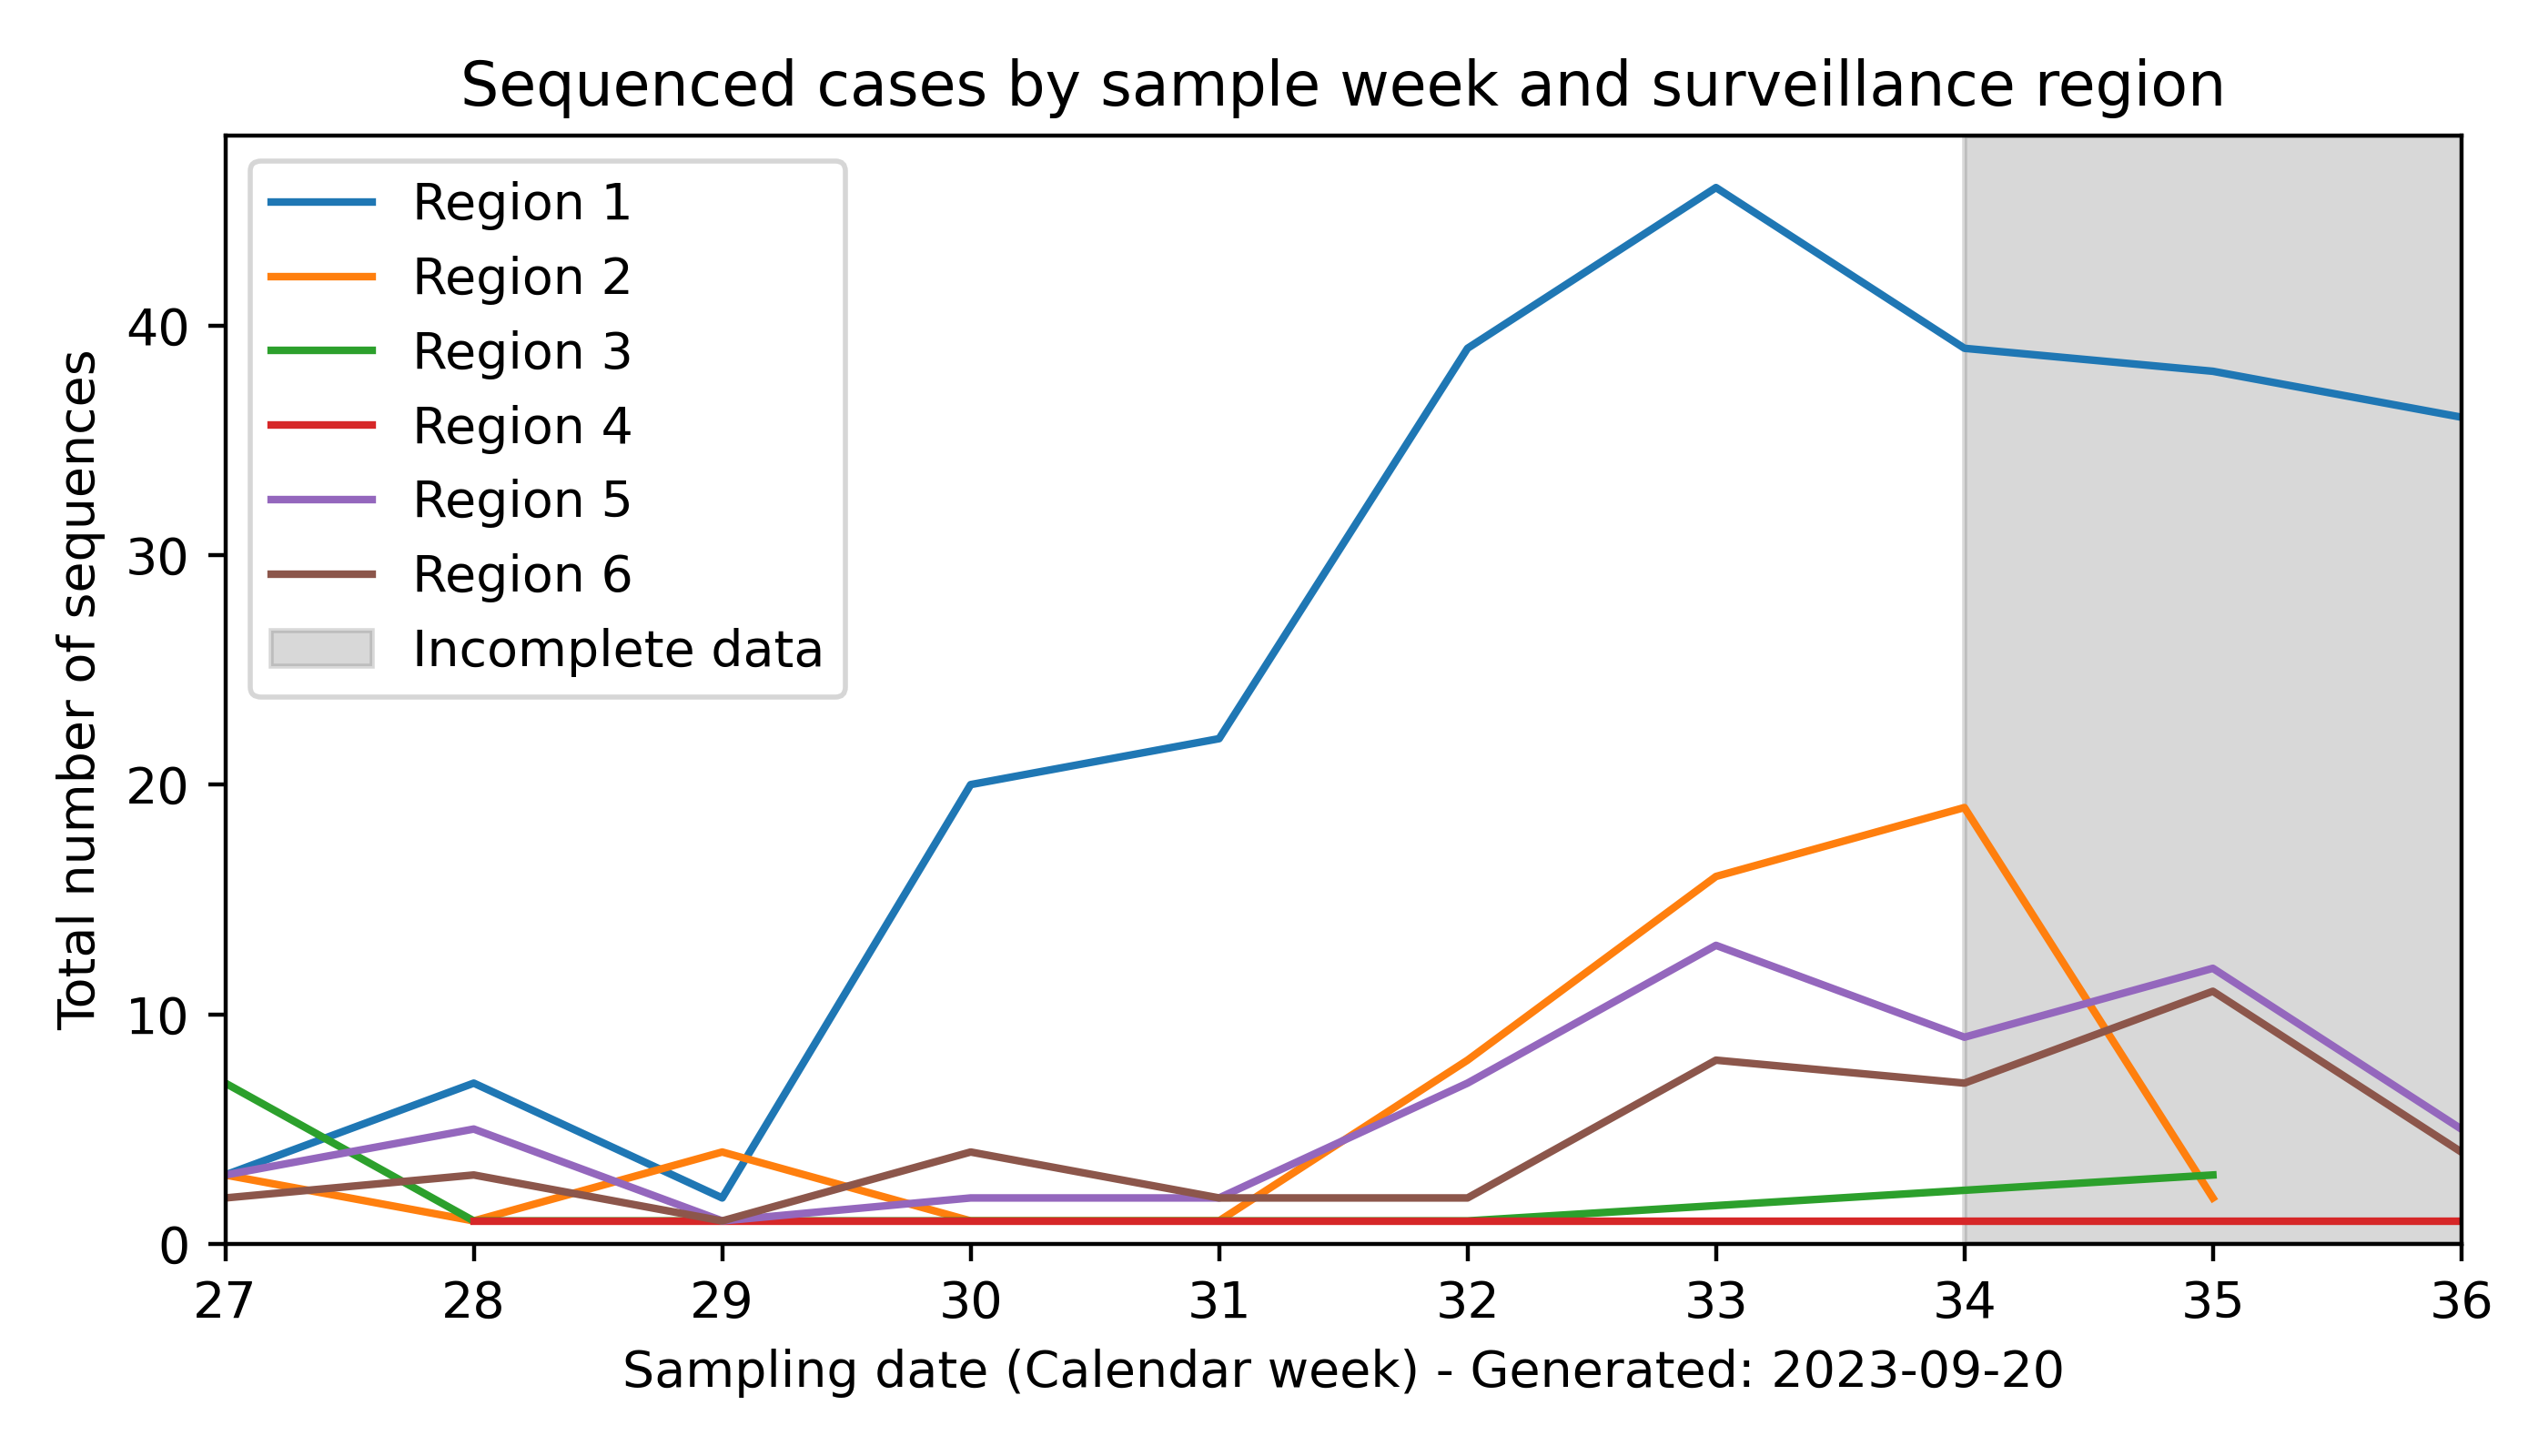 Sequenced cases by sample week and surveillance region
Region 1
Region 2
Region 3
Region 4
Region 5
Region 6
Incomplete data
Total number of sequences
40
30
20
10
0
27 28 29 30 31 32 33 34 35 36
Sampling date (Calendar week) - Generated: 2023-09-20